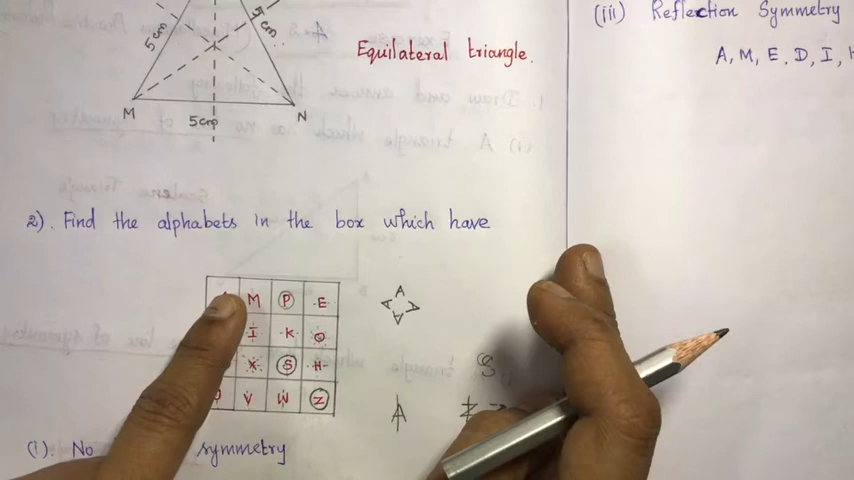 (iii) Reflection Symmetry
A, M, E, D, I,
5cm
5cm
Equilateral triangle.
M
N
5cm
2). Find the alphabets in the box which have
M P E
I K O
X S H
V W Z
A
A
A
A
S
A
Z
(i). No symmetry